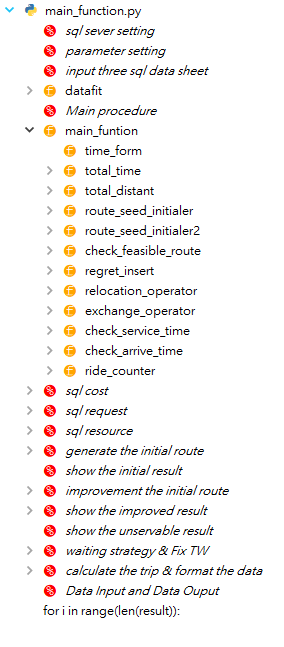 main_function.py
sql sever setting
parameter setting
input three sql data sheet
datafit
Main procedure
main_funtion
time_form
total_time
total_distant
route_seed_initialer
route_seed_initialer2
check_feasible_route
regret_insert
relocation_operator
exchange_operator
check_service_time
check_arrive_time
ride_counter
sql cost
sql request
sql resource
generate the initial route
show the initial result
improvement the initial route
show the improved result
show the unservable result
waiting strategy & Fix TW
calculate the trip & format the data
Data Input and Data Ouput
for i in range(len(result)):